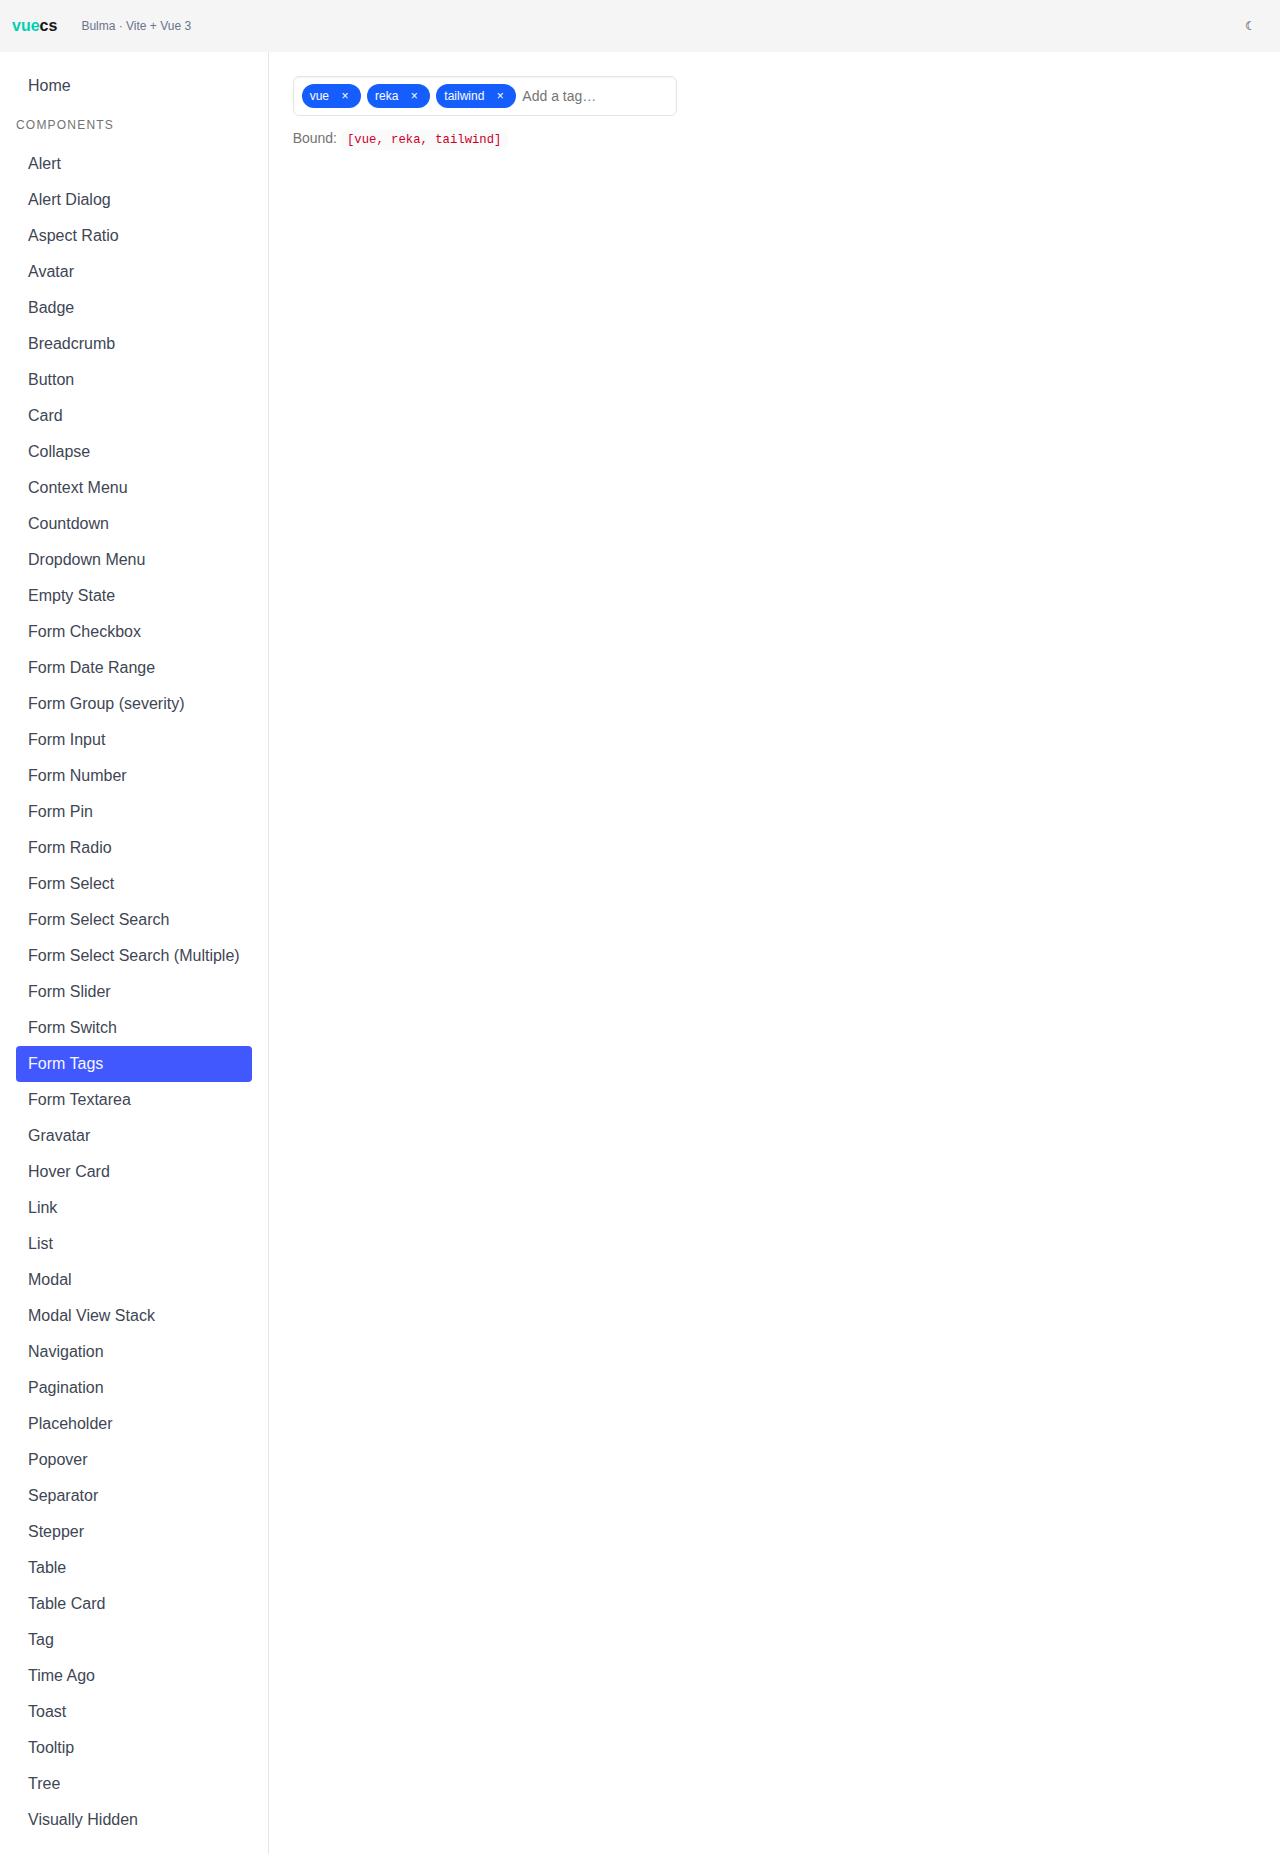 vuecs Bulma · Vite + Vue 3 ☾
Home
COMPONENTS
Alert
Alert Dialog
Aspect Ratio
Avatar
Badge
Breadcrumb
Button
Card
Collapse
Context Menu
Countdown
Dropdown Menu
Empty State
Form Checkbox
Form Date Range
Form Group (severity)
Form Input
Form Number
Form Pin
Form Radio
Form Select
Form Select Search
Form Select Search (Multiple)
Form Slider
Form Switch
Form Tags
Form Textarea
Gravatar
Hover Card
Link
List
Modal
Modal View Stack
Navigation
Pagination
Placeholder
Popover
Separator
Stepper
Table
Table Card
Tag
Time Ago
Toast
Tooltip
Tree
Visually Hidden
vue × reka × tailwind × Add a tag…
Bound: [vue, reka, tailwind]